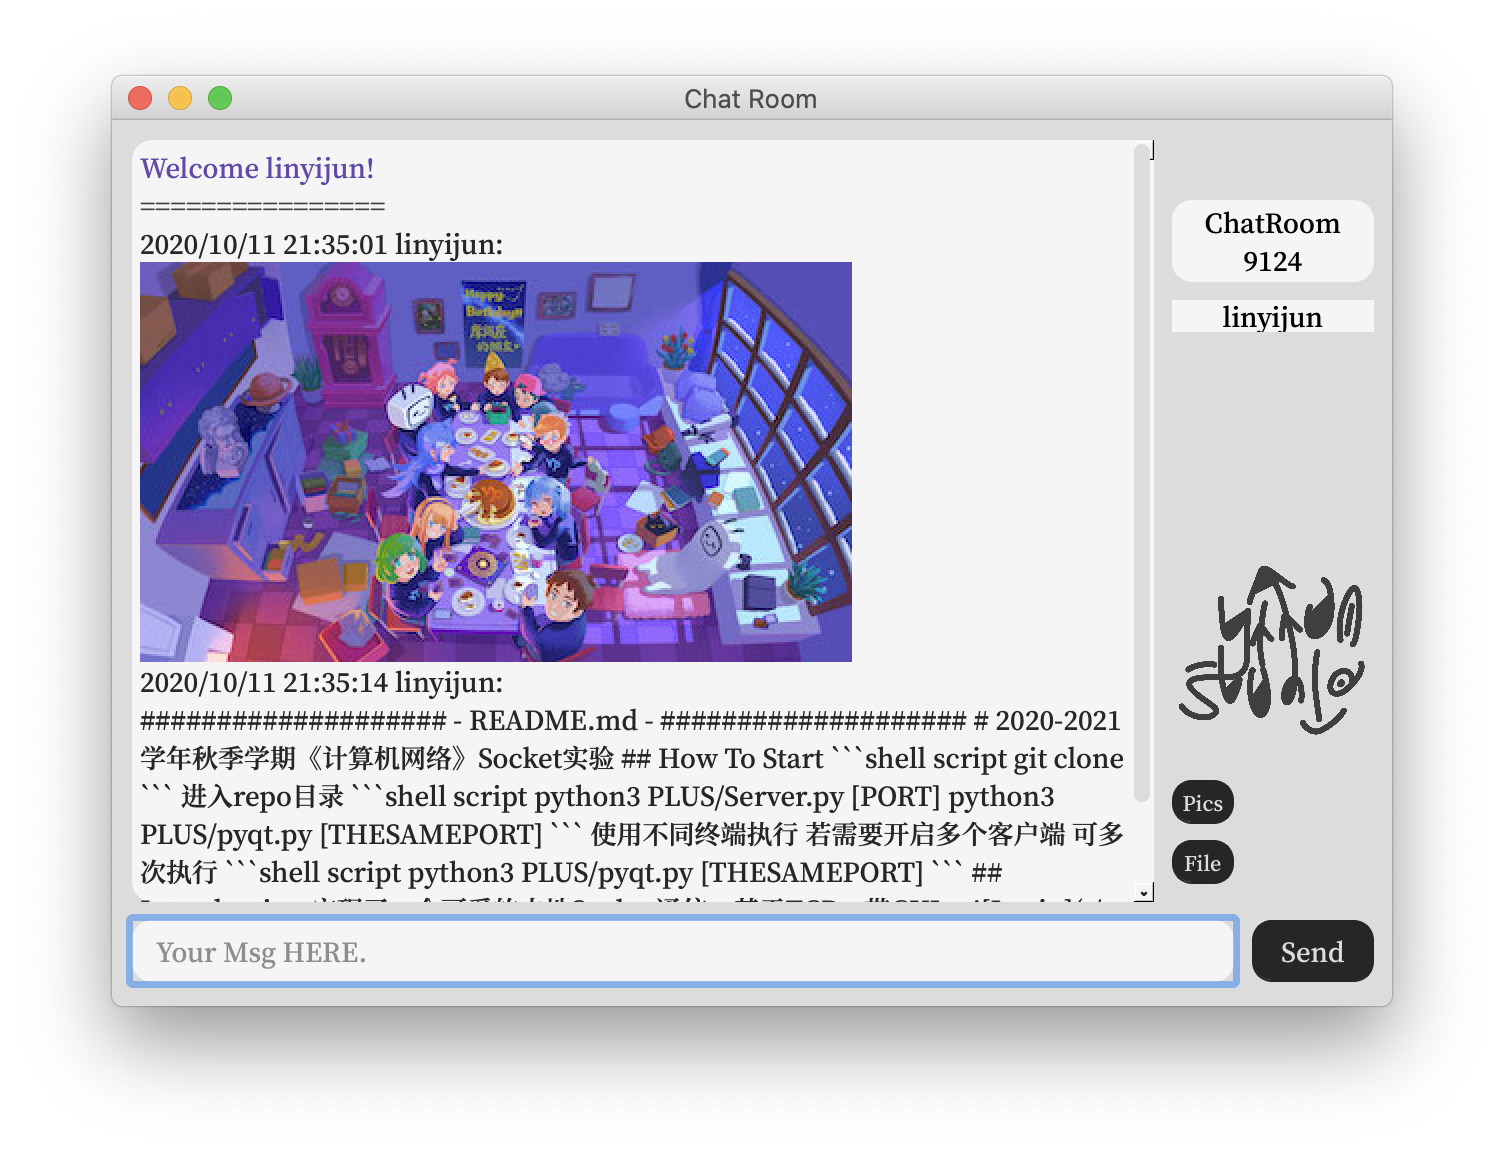 Chat Room
Welcome linyijun!
================
2020/10/11 21:35:01 linyijun:
Happy
Birthday!!
2020/10/11 21:35:14 linyijun:
#################### - README.md - #################### # 2020-2021
学年秋季学期《计算机网络》Socket实验 ## How To Start ```shell script git clone
``` 进入repo目录 ```shell script python3 PLUS/Server.py [PORT] python3
PLUS/pyqt.py [THESAMEPORT] ``` 使用不同终端执行 若需要开启多个客户端 可多
次执行 ```shell script python3 PLUS/pyqt.py [THESAMEPORT] ``` ##
Your Msg HERE.
ChatRoom
9124
linyijun
Pics
File
Send